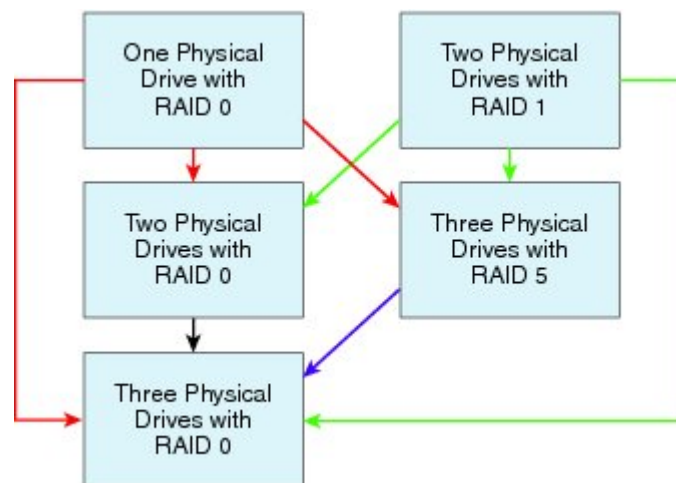 One Physical
Drive with
RAID 0
Two Physical
Drives with
RAID 1
Two Physical
Drives with
RAID 0
Three Physical
Drives with
RAID 5
Three Physical
Drives with
RAID 0